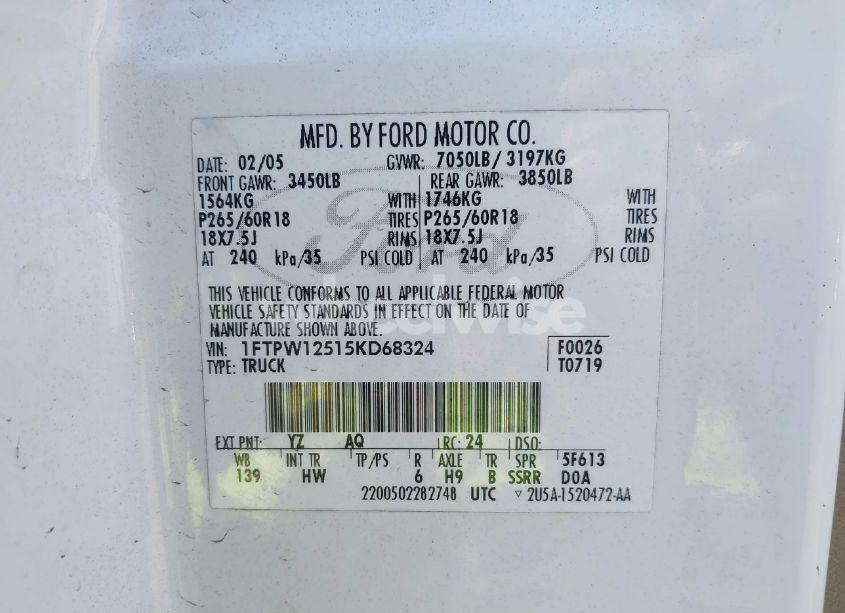 MFD. BY FORD MOTOR CO.
DATE: 02/05 GVWR: 7050LB/ 3197KG
FRONT GAWR: 3450LB REAR GAWR: 3850LB
1564KG WITH 1746KG WITH
P265/60R18 TIRES P265/60R18 TIRES
18X7.5J RIMS 18X7.5J RIMS
AT 240 kPa/35 PSI COLD AT 240 kPa/35 PSI COLD
Ford
THIS VEHICLE CONFORMS TO ALL APPLICABLE FEDERAL MOTOR
VEHICLE SAFETY STANDARDS IN EFFECT ON THE DATE OF
MANUFACTURE SHOWN ABOVE.
VIN: 1FTPW12515KD68324 F0026
TYPE: TRUCK T0719
EXT PNT: YZ AQ RC: 24 DSO:
WB INT TR TP/PS R AXLE TR SPR 5F613
139 HW 6 H9 B SSRR D0A
2200502282748 UTC ▽ 2U5A-1520472-AA